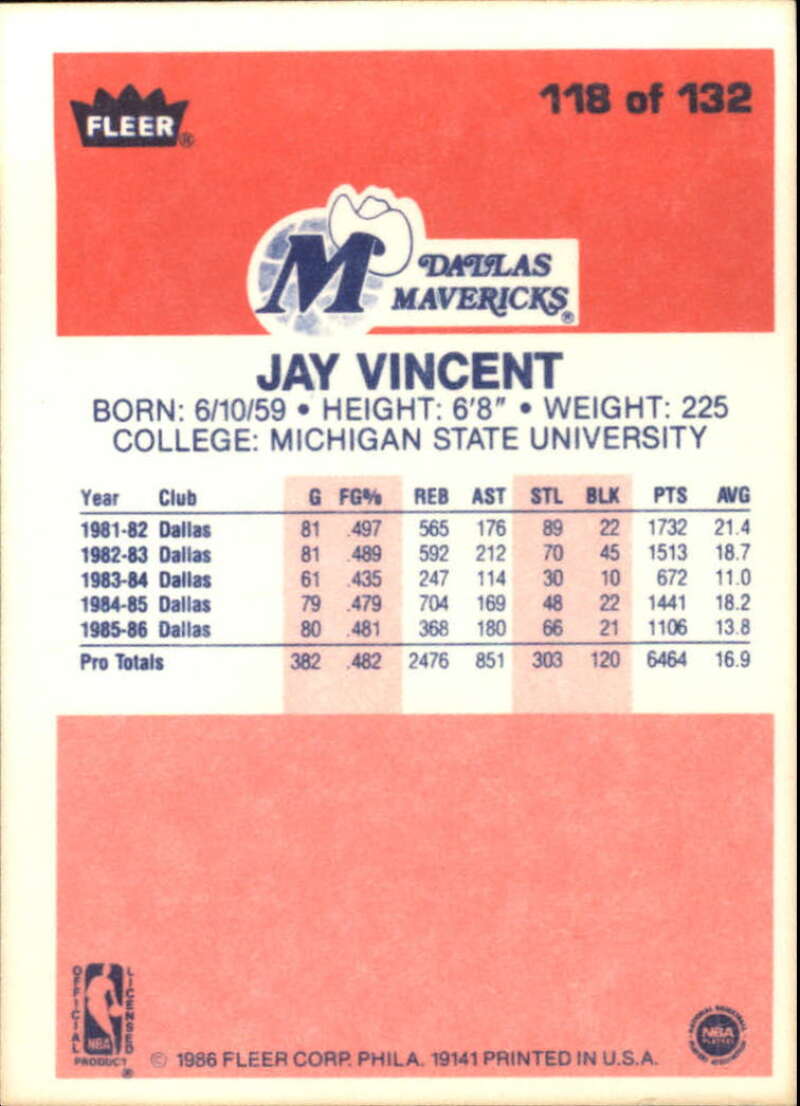 FLEER®
118 of 132
M
DALLAS
MAVERICKS®
JAY VINCENT
BORN: 6/10/59 • HEIGHT: 6'8" • WEIGHT: 225
COLLEGE: MICHIGAN STATE UNIVERSITY
Year Club G FG% REB AST STL BLK PTS AVG
1981-82 Dallas 81 .497 565 176 89 22 1732 21.4
1982-83 Dallas 81 .489 592 212 70 45 1513 18.7
1983-84 Dallas 61 .435 247 114 30 10 672 11.0
1984-85 Dallas 79 .479 704 169 48 22 1441 18.2
1985-86 Dallas 80 .481 368 180 66 21 1106 13.8
Pro Totals 382 .482 2476 851 303 120 6464 16.9
OFFICIAL
LICENSED
NBA
PRODUCT
®
NATIONAL BASKETBALL
NBA
PLAYERS
PLAYERS ASSOCIATION
© 1986 FLEER CORP. PHILA. 19141 PRINTED IN U.S.A.